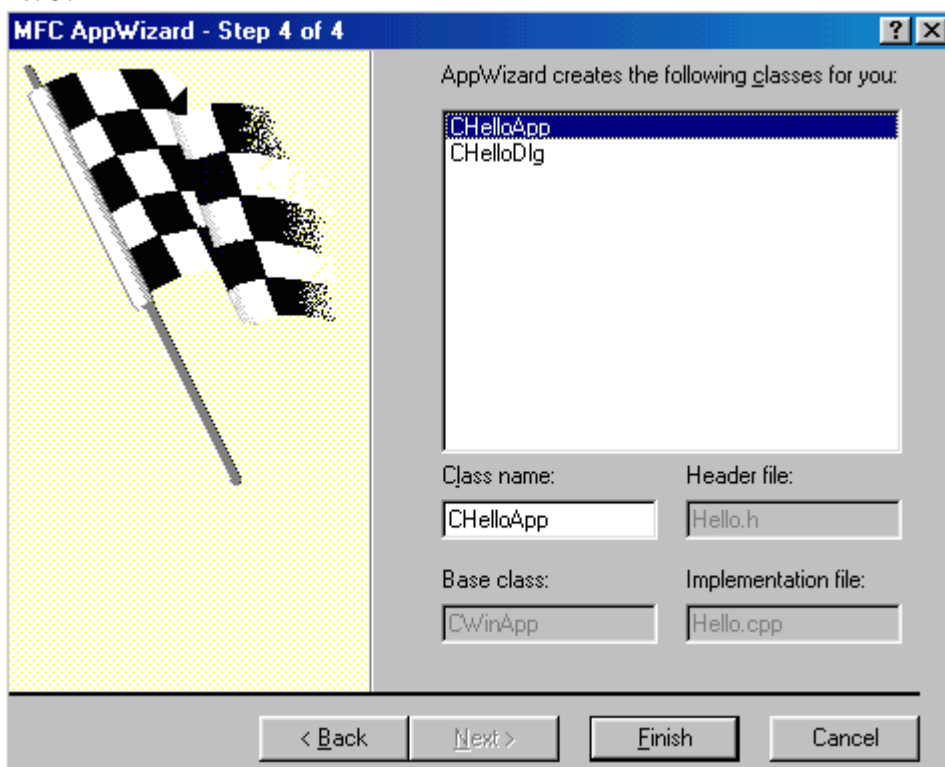 MFC AppWizard - Step 4 of 4
AppWizard creates the following classes for you:
CHelloApp
CHelloDlg
Class name:
Header file:
CHelloApp
Hello.h
Base class:
Implementation file:
CWinApp
Hello.cpp
< Back
Next >
Finish
Cancel